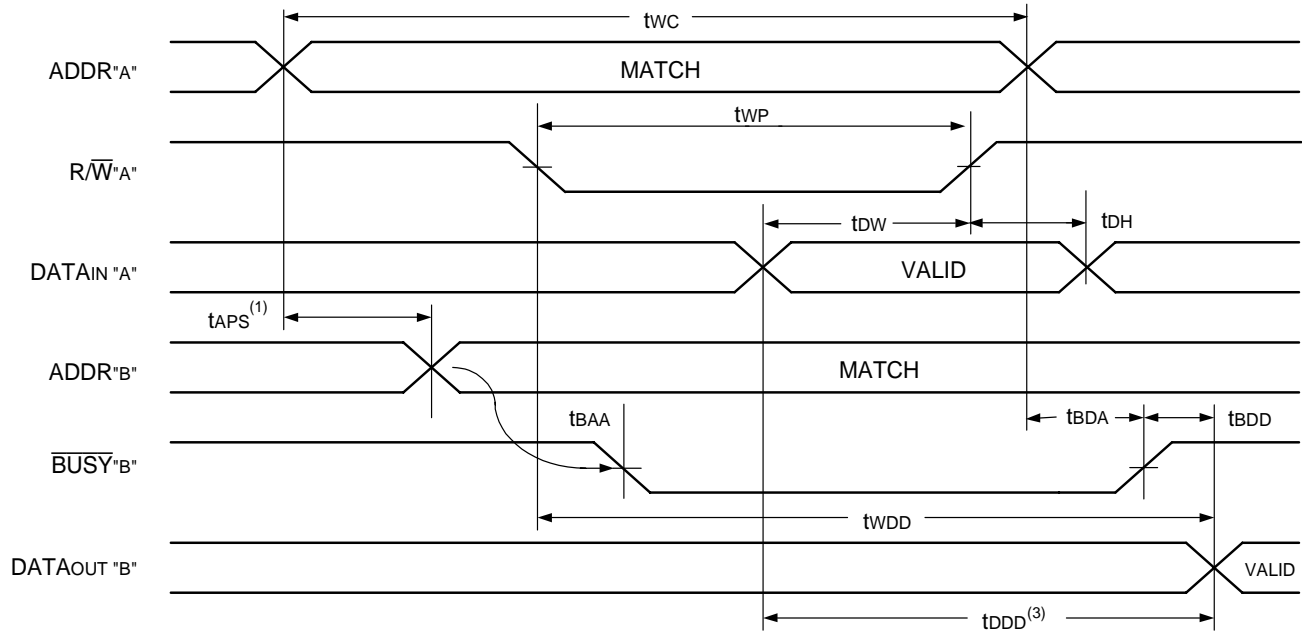 tWC
ADDR"A"
MATCH
tWP
R/W̅"A"
tDW
tDH
DATAIN "A"
VALID
tAPS(1)
ADDR"B"
MATCH
tBAA
tBDA
tBDD
B̅U̅S̅Y̅"B"
tWDD
DATAOUT "B"
VALID
tDDD(3)